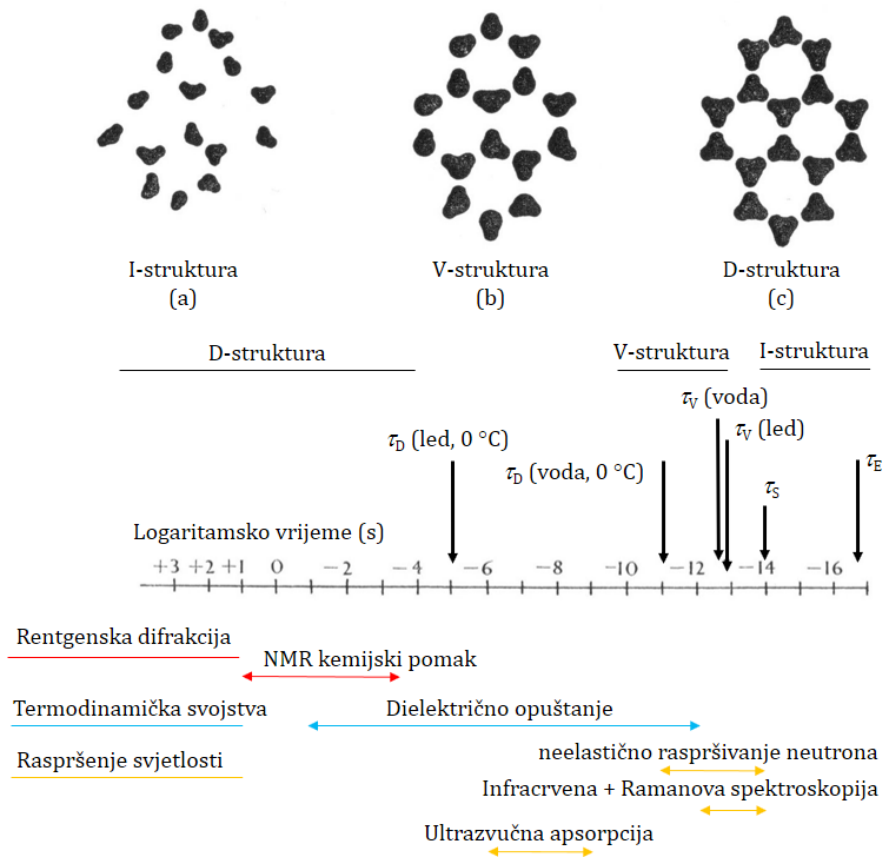 I-struktura
(a)
V-struktura
(b)
D-struktura
(c)
D-struktura
V-struktura
I-struktura
τV (voda)
τD (led, 0 °C)
τV (led)
τD (voda, 0 °C)
τE
τS
Logaritamsko vrijeme (s)
+3 +2 +1 0 −2 −4 −6 −8 −10 −12 −14 −16
Rentgenska difrakcija
NMR kemijski pomak
Termodinamička svojstva
Dielektrično opuštanje
Raspršenje svjetlosti
neelastično raspršivanje neutrona
Infracrvena + Ramanova spektroskopija
Ultrazvučna apsorpcija